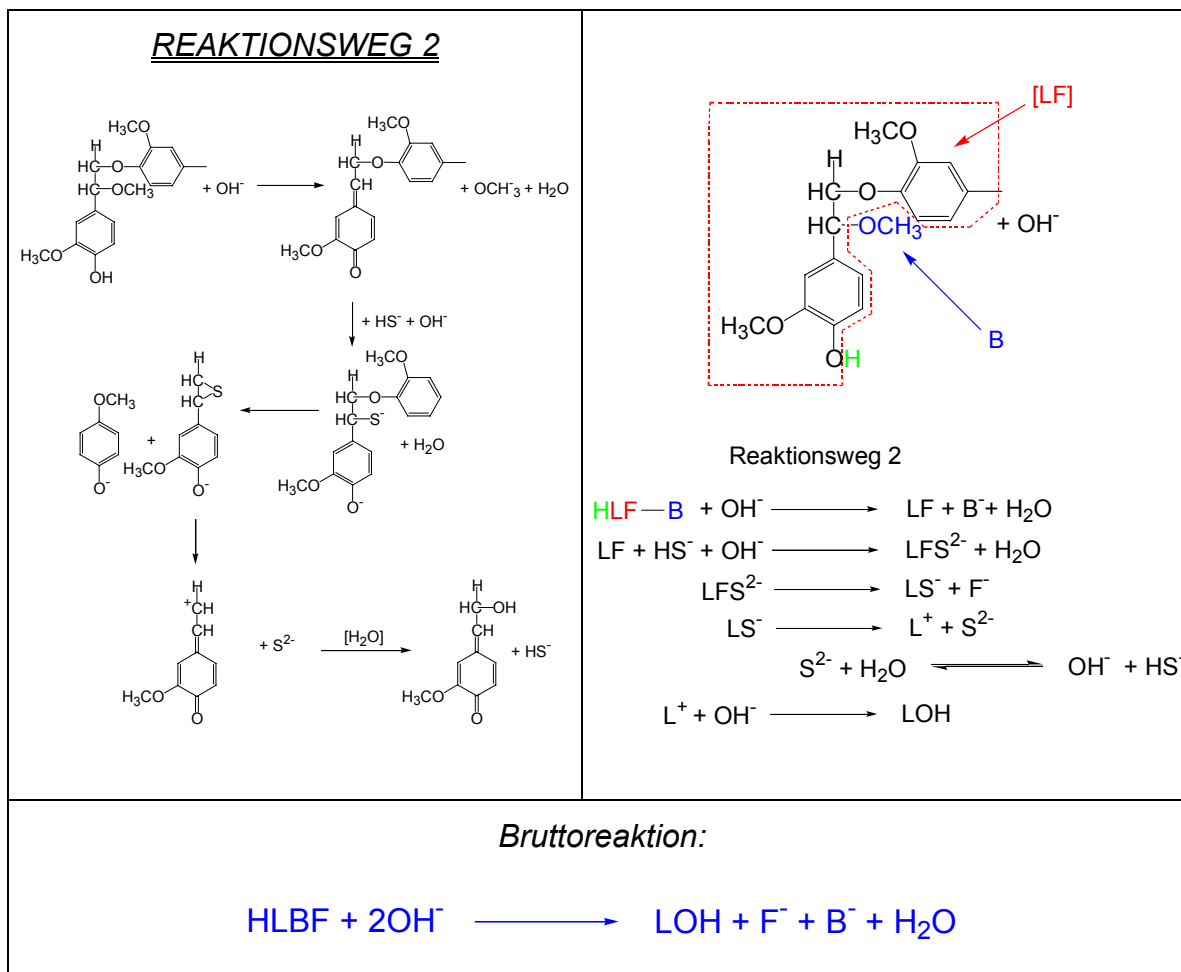 REAKTIONSWEG 2
H₃CO
H
HC—O
HC—OCH₃
+ OH⁻
H₃CO
OH
H₃CO
H
O
CH
+ OCH⁻₃ + H₂O
H₃CO
O
+ HS⁻ + OH⁻
H₃CO
H
HC—O
HC—S⁻
+ H₂O
H₃CO
O⁻
H
HC
S
HC
H₃CO
O⁻
+
O
CH₃
O⁻
H
⁺CH
CH
H₃CO
O
+ S²⁻
[H₂O]
H
HC—OH
CH
H₃CO
O
+ HS⁻
[LF]
H₃CO
H
HC—O
HC—OCH3
+ OH⁻
H₃CO
OH
B
Reaktionsweg 2
HLF—B + OH⁻ → LF + B⁻ + H₂O
LF + HS⁻ + OH⁻ → LFS²⁻ + H₂O
LFS²⁻ → LS⁻ + F⁻
LS⁻ → L⁺ + S²⁻
S²⁻ + H₂O ⇌ OH⁻ + HS⁻
L⁺ + OH⁻ → LOH
Bruttoreaktion:
HLBF + 2OH⁻ → LOH + F⁻ + B⁻ + H₂O